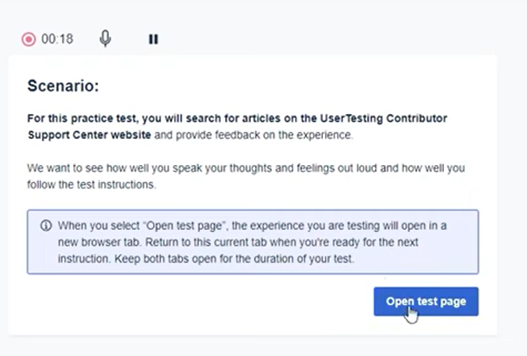 00:18
Scenario:
For this practice test, you will search for articles on the UserTesting Contributor
Support Center website and provide feedback on the experience.
We want to see how well you speak your thoughts and feelings out loud and how well you
follow the test instructions.
When you select “Open test page”, the experience you are testing will open in a
new browser tab. Return to this current tab when you're ready for the next
instruction. Keep both tabs open for the duration of your test.
Open test page